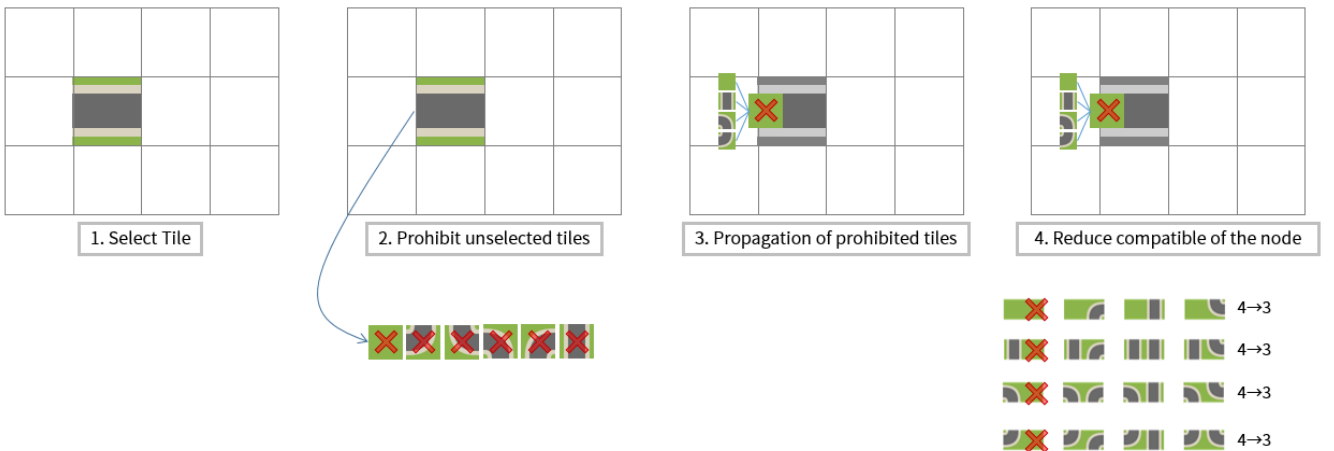 1. Select Tile
2. Prohibit unselected tiles
3. Propagation of prohibited tiles
4. Reduce compatible of the node
4→3
4→3
4→3
4→3